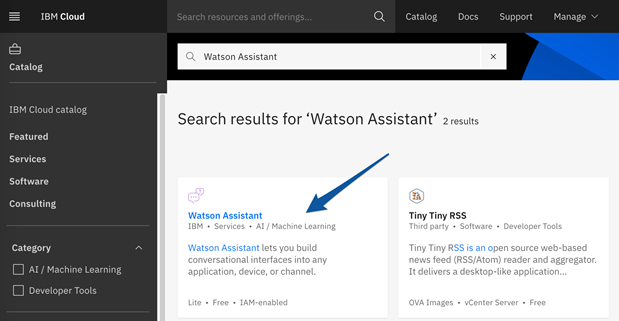 IBM Cloud
Search resources and offerings...
Catalog
Docs
Support
Manage
Catalog
IBM Cloud catalog
Featured
Services
Software
Consulting
Category
AI / Machine Learning
Developer Tools
Watson Assistant
Search results for ‘Watson Assistant’ 2 results
Watson Assistant
IBM • Services • AI / Machine Learning
Watson Assistant lets you build
conversational interfaces into any
application, device, or channel.
Lite • Free • IAM-enabled
Tiny Tiny RSS
Third party • Software • Developer Tools
Tiny Tiny RSS is an open source web-based
news feed (RSS/Atom) reader and aggregator.
It delivers a desktop-like application...
OVA Images • vCenter Server • Free